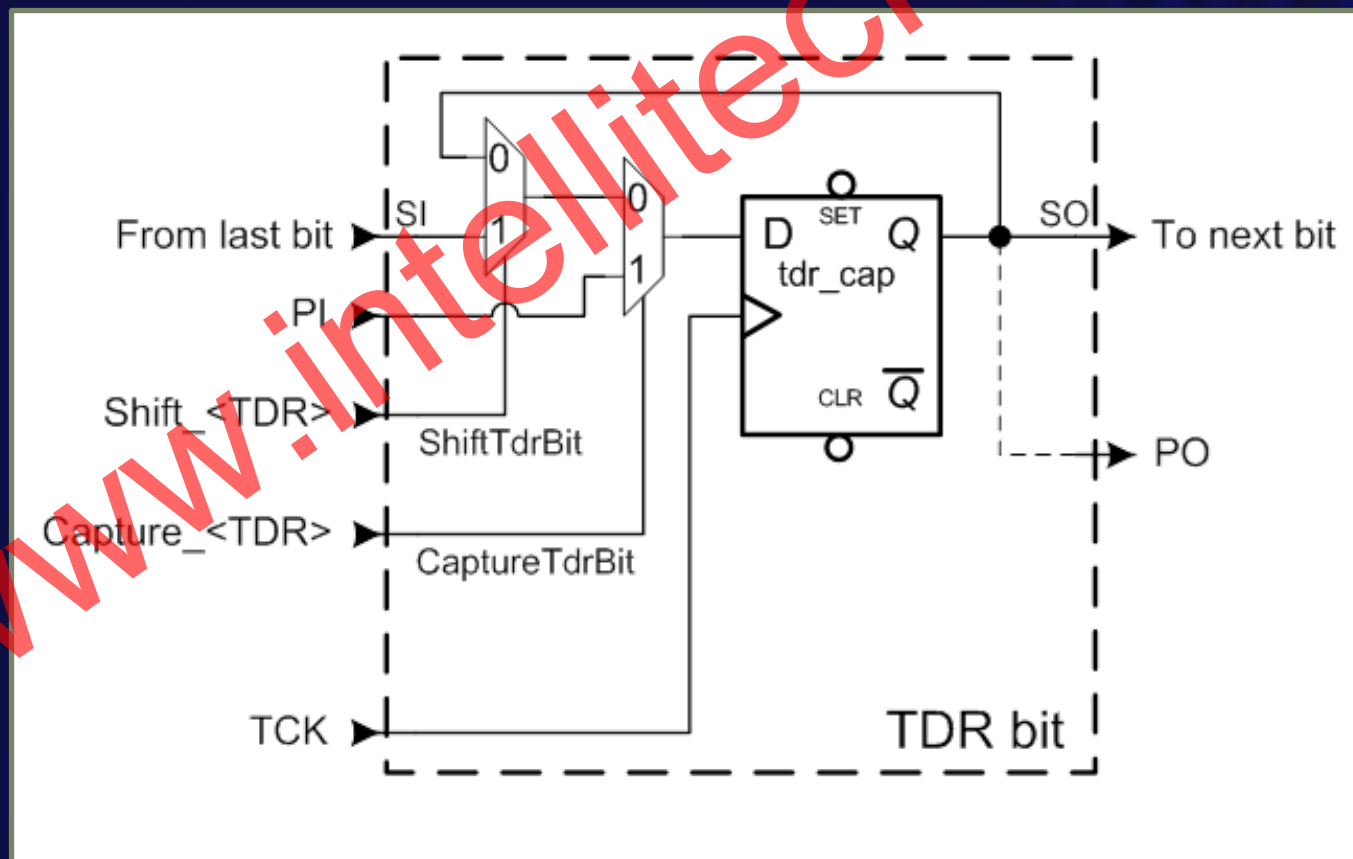 www.intellitec
0
1
0
1
From last bit
SI
PI
Shift_<TDR>
ShiftTdrBit
Capture_<TDR>
CaptureTdrBit
TCK
SET
D
Q
tdr_cap
CLR
Q
SO
To next bit
PO
TDR bit